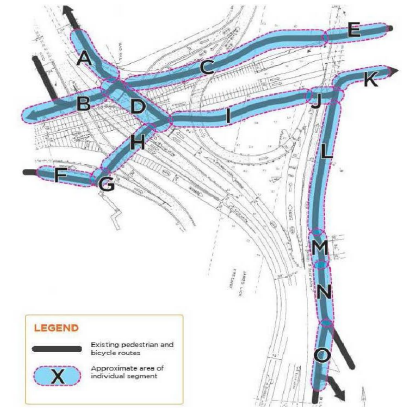 E
A
C
K
B
D
I
J
H
L
F
G
M
N
O
LEGEND
Existing pedestrian and
bicycle routes
X
Approximate area of
individual segment